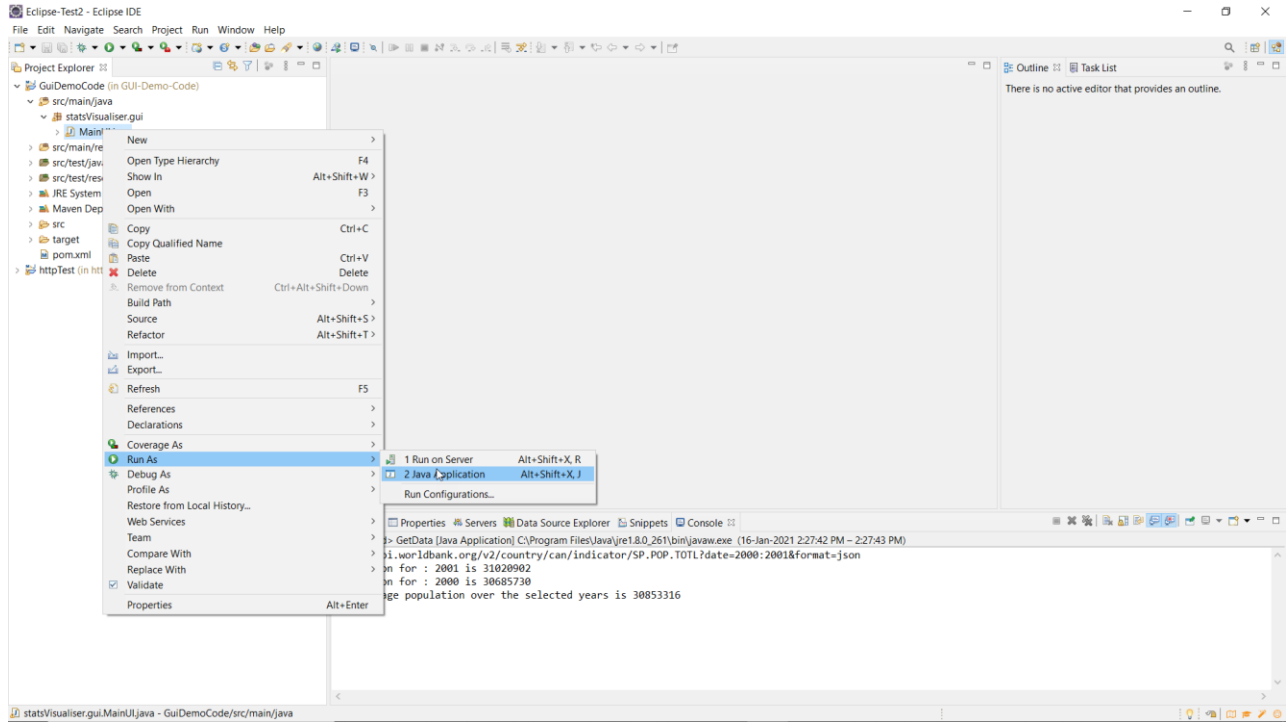 Eclipse-Test2 - Eclipse IDE
File Edit Navigate Search Project Run Window Help
Project Explorer
GuiDemoCode (in GUI-Demo-Code)
src/main/java
statsVisualiser.gui
MainUI
src/main/re
src/test/java
src/test/res
JRE System
Maven Dep
src
target
pom.xml
httpTest (in htt
New
Open Type Hierarchy F4
Show In Alt+Shift+W >
Open F3
Open With
Copy Ctrl+C
Copy Qualified Name
Paste Ctrl+V
Delete Delete
Remove from Context Ctrl+Alt+Shift+Down
Build Path
Source Alt+Shift+S >
Refactor Alt+Shift+T >
Import...
Export...
Refresh F5
References
Declarations
Coverage As
Run As
Debug As
Profile As
Restore from Local History...
Web Services
Team
Compare With
Replace With
Validate
Properties Alt+Enter
1 Run on Server Alt+Shift+X, R
2 Java Application Alt+Shift+X, J
Run Configurations...
Outline Task List
There is no active editor that provides an outline.
Properties Servers Data Source Explorer Snippets Console
d> GetData [Java Application] C:\Program Files\Java\jre1.8.0_261\bin\javaw.exe (16-Jan-2021 2:27:42 PM – 2:27:43 PM)
pi.worldbank.org/v2/country/can/indicator/SP.POP.TOTL?date=2000:2001&format=json
on for : 2001 is 31020902
on for : 2000 is 30685730
age population over the selected years is 30853316
statsVisualiser.gui.MainUI.java - GuiDemoCode/src/main/java